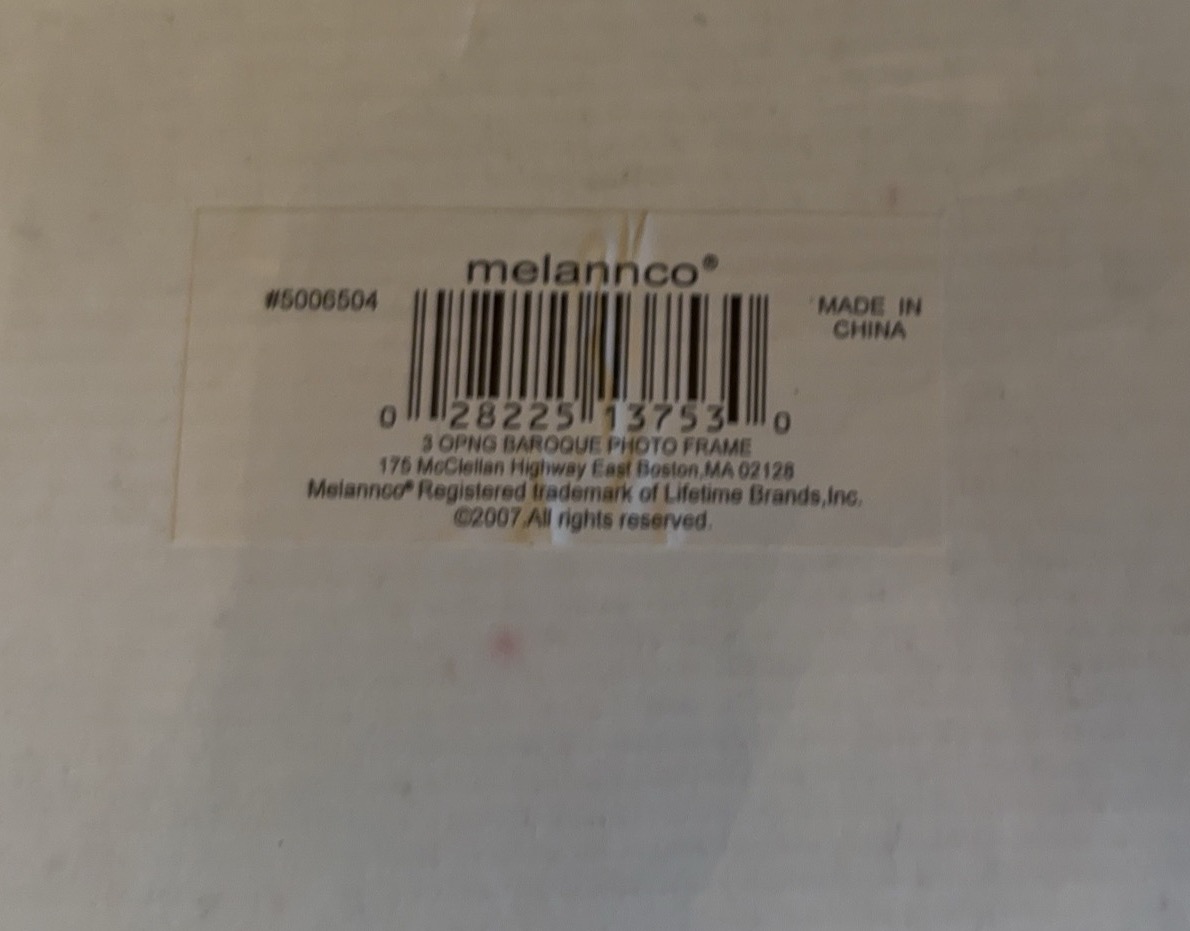 melannco®
#5006504
MADE IN
CHINA
0 28225 13753 0
3 OPNG BAROQUE PHOTO FRAME
175 McClellan Highway East Boston,MA 02128
Melannco® Registered trademark of Lifetime Brands,Inc.
©2007 All rights reserved.